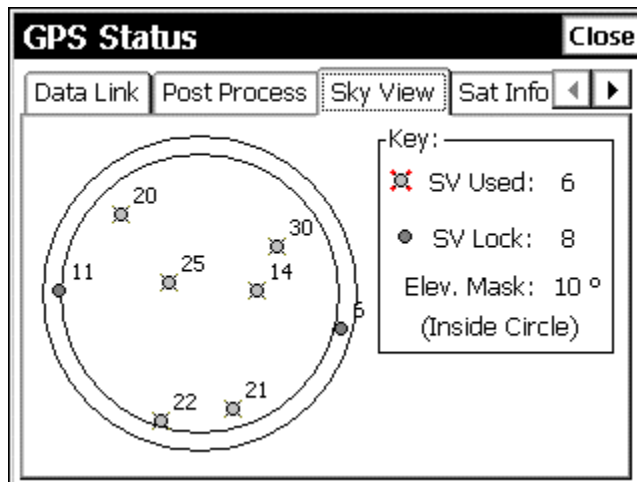 GPS Status
Close
Data Link
Post Process
Sky View
Sat Info
20
30
11
25
14
6
22
21
Key:
SV Used: 6
SV Lock: 8
Elev. Mask: 10 º
(Inside Circle)